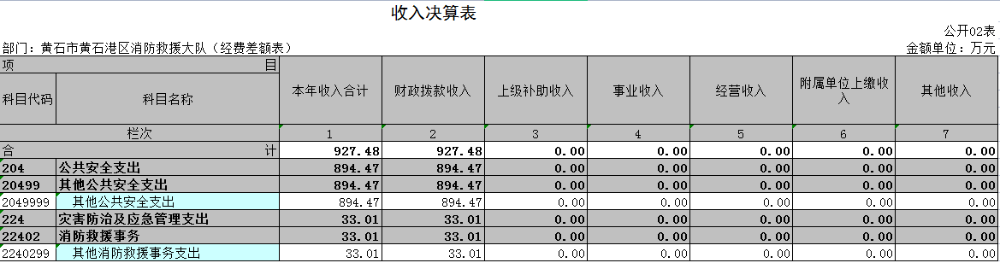 收入决算表
公开02表
部门：黄石市黄石港区消防救援大队（经费差额表） 金额单位：万元
项 目 本年收入合计 财政拨款收入 上级补助收入 事业收入 经营收入 附属单位上缴收入 其他收入
科目代码 科目名称
栏次 1 2 3 4 5 6 7
合 计 927.48 927.48 0.00 0.00 0.00 0.00 0.00
204 公共安全支出 894.47 894.47 0.00 0.00 0.00 0.00 0.00
20499 其他公共安全支出 894.47 894.47 0.00 0.00 0.00 0.00 0.00
2049999 其他公共安全支出 894.47 894.47 0.00 0.00 0.00 0.00 0.00
224 灾害防治及应急管理支出 33.01 33.01 0.00 0.00 0.00 0.00 0.00
22402 消防救援事务 33.01 33.01 0.00 0.00 0.00 0.00 0.00
2240299 其他消防救援事务支出 33.01 33.01 0.00 0.00 0.00 0.00 0.00